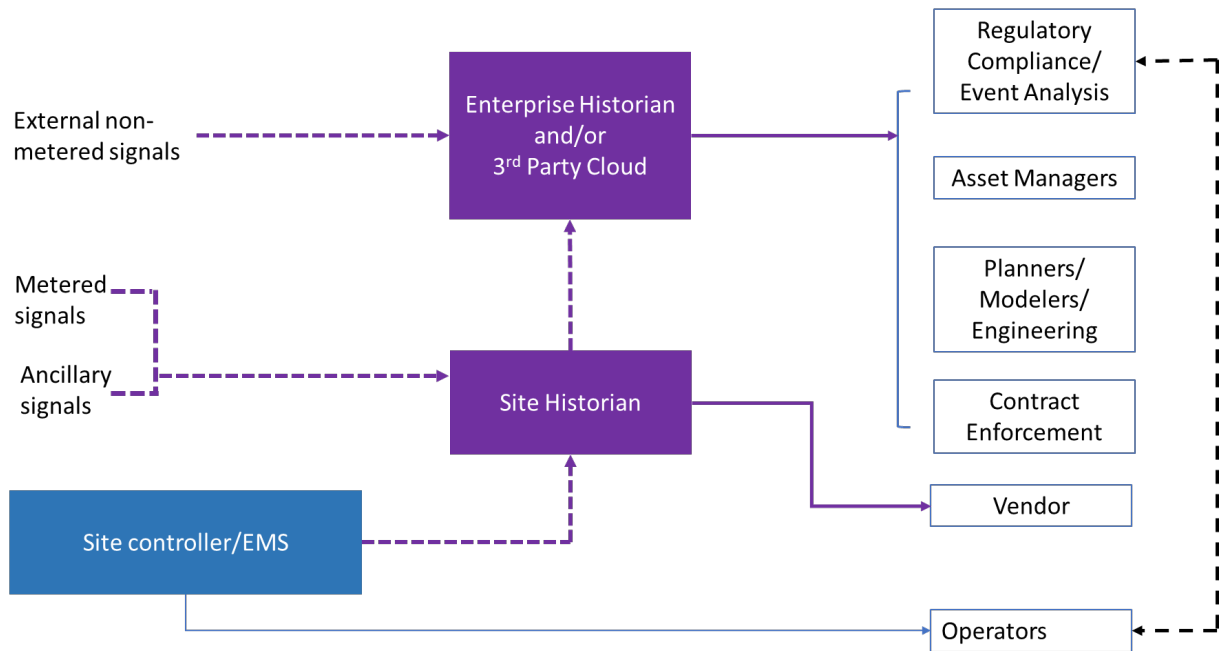 External non-
metered signals
Enterprise Historian
and/or
3rd Party Cloud
Regulatory
Compliance/
Event Analysis
Asset Managers
Metered
signals
Ancillary
signals
Site Historian
Planners/
Modelers/
Engineering
Contract
Enforcement
Site controller/EMS
Vendor
Operators